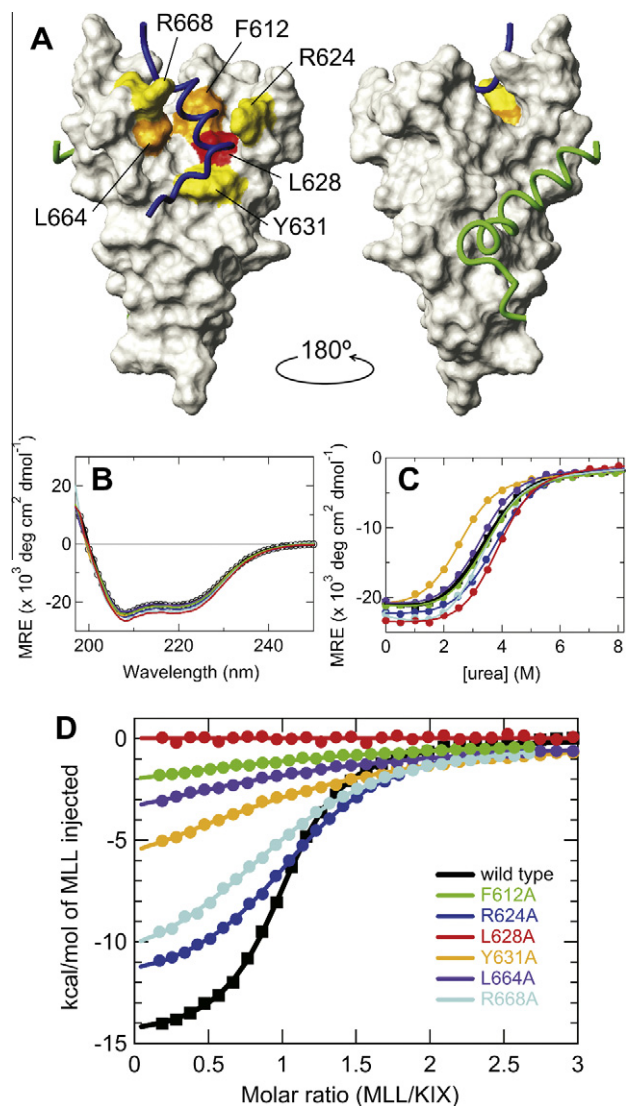 A
R668
F612
R624
L664
L628
Y631
180º
B
MRE (x 10³ deg cm² dmol⁻¹)
20
0
-20
200
220
240
Wavelength (nm)
C
MRE (x 10³ deg cm² dmol⁻¹)
0
-10
-20
0
2
4
6
8
[urea] (M)
D
kcal/mol of MLL injected
0
-5
-10
-15
wild type
F612A
R624A
L628A
Y631A
L664A
R668A
0
0.5
1
1.5
2
2.5
3
Molar ratio (MLL/KIX)